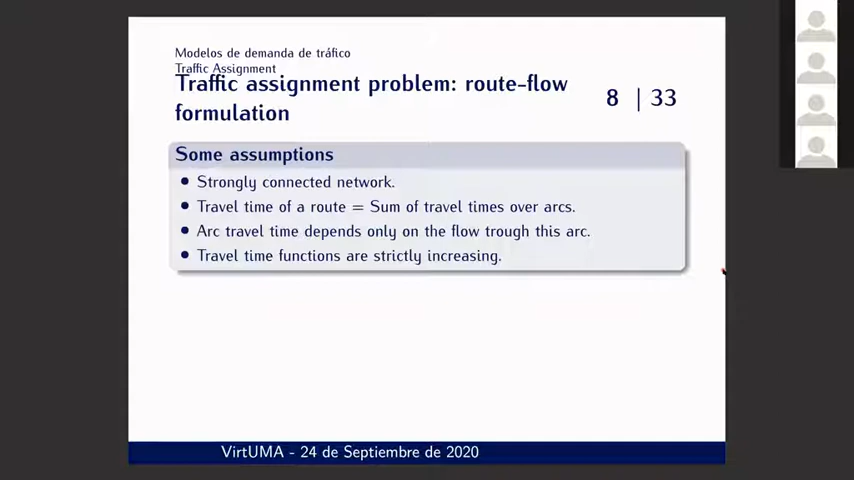 Modelos de demanda de tráfico
Traffic Assignment
Traffic assignment problem: route-flow
formulation
8 | 33
Some assumptions
• Strongly connected network.
• Travel time of a route = Sum of travel times over arcs.
• Arc travel time depends only on the flow trough this arc.
• Travel time functions are strictly increasing.
VirtUMA - 24 de Septiembre de 2020